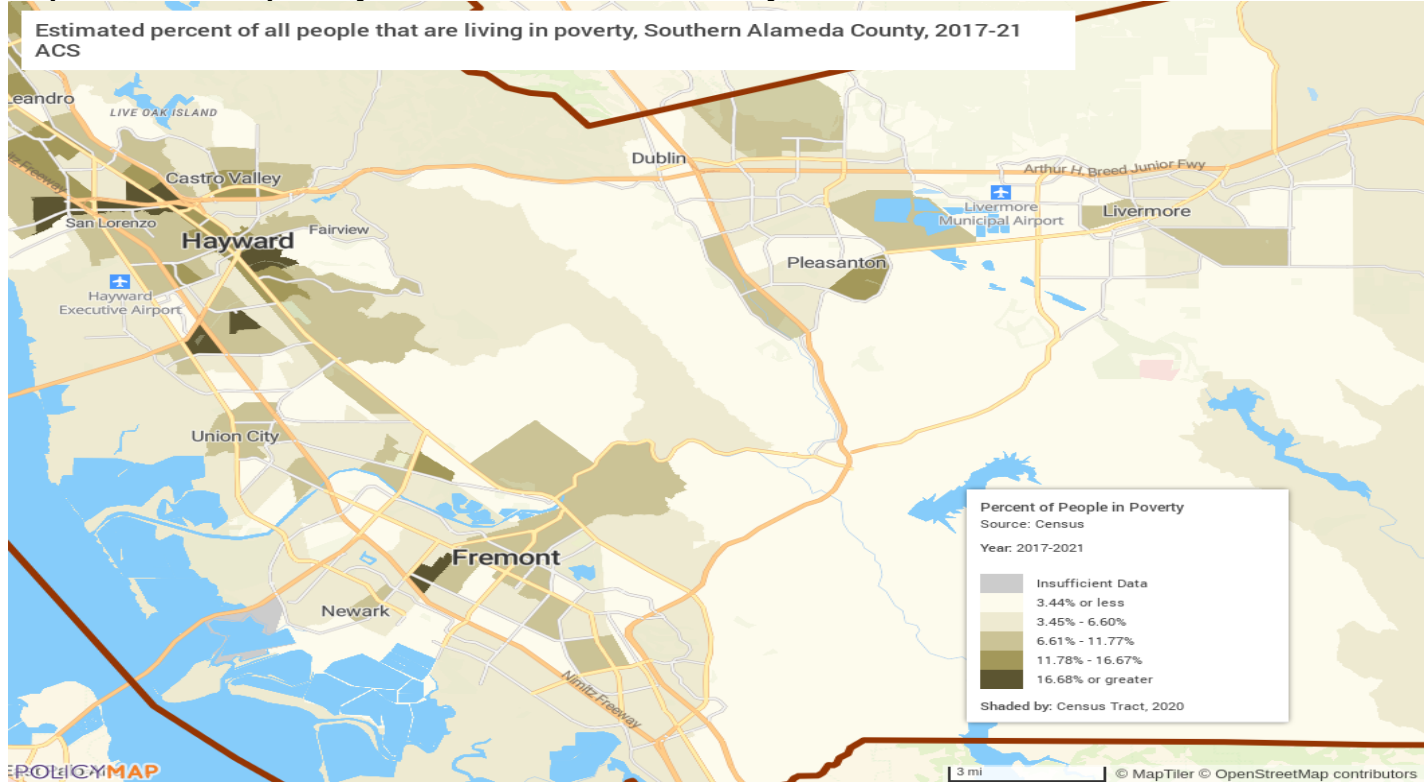 Estimated percent of all people that are living in poverty, Southern Alameda County, 2017-21
ACS
Leandro
LIVE OAK ISLAND
Dublin
Castro Valley
Arthur H. Breed Junior Fwy
San Lorenzo
Livermore
Municipal Airport
Livermore
Hayward
Fairview
Pleasanton
Hayward
Executive Airport
Union City
Fremont
Newark
Nimitz Freeway
Percent of People in Poverty
Source: Census
Year: 2017-2021
Insufficient Data
3.44% or less
3.45% - 6.60%
6.61% - 11.77%
11.78% - 16.67%
16.68% or greater
Shaded by: Census Tract, 2020
POLICYMAP
3 mi
© MapTiler © OpenStreetMap contributors